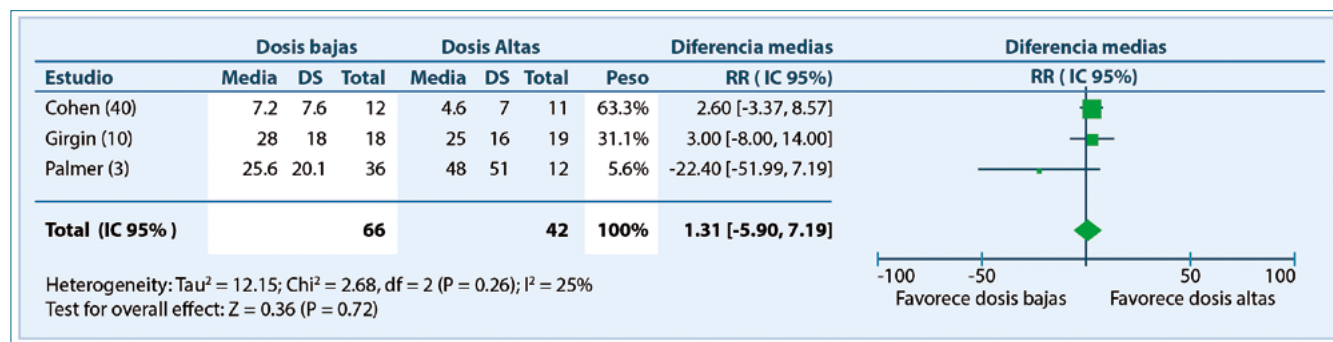 Dosis bajas Dosis Altas Diferencia medias Diferencia medias
Estudio Media DS Total Media DS Total Peso RR ( IC 95%) RR ( IC 95%)
Cohen (40) 7.2 7.6 12 4.6 7 11 63.3% 2.60 [-3.37, 8.57]
Girgin (10) 28 18 18 25 16 19 31.1% 3.00 [-8.00, 14.00]
Palmer (3) 25.6 20.1 36 48 51 12 5.6% -22.40 [-51.99, 7.19]
Total (IC 95% ) 66 42 100% 1.31 [-5.90, 7.19]
-100 -50 50 100
Heterogeneity: Tau² = 12.15; Chi² = 2.68, df = 2 (P = 0.26); I² = 25%
Favorece dosis bajas Favorece dosis altas
Test for overall effect: Z = 0.36 (P = 0.72)